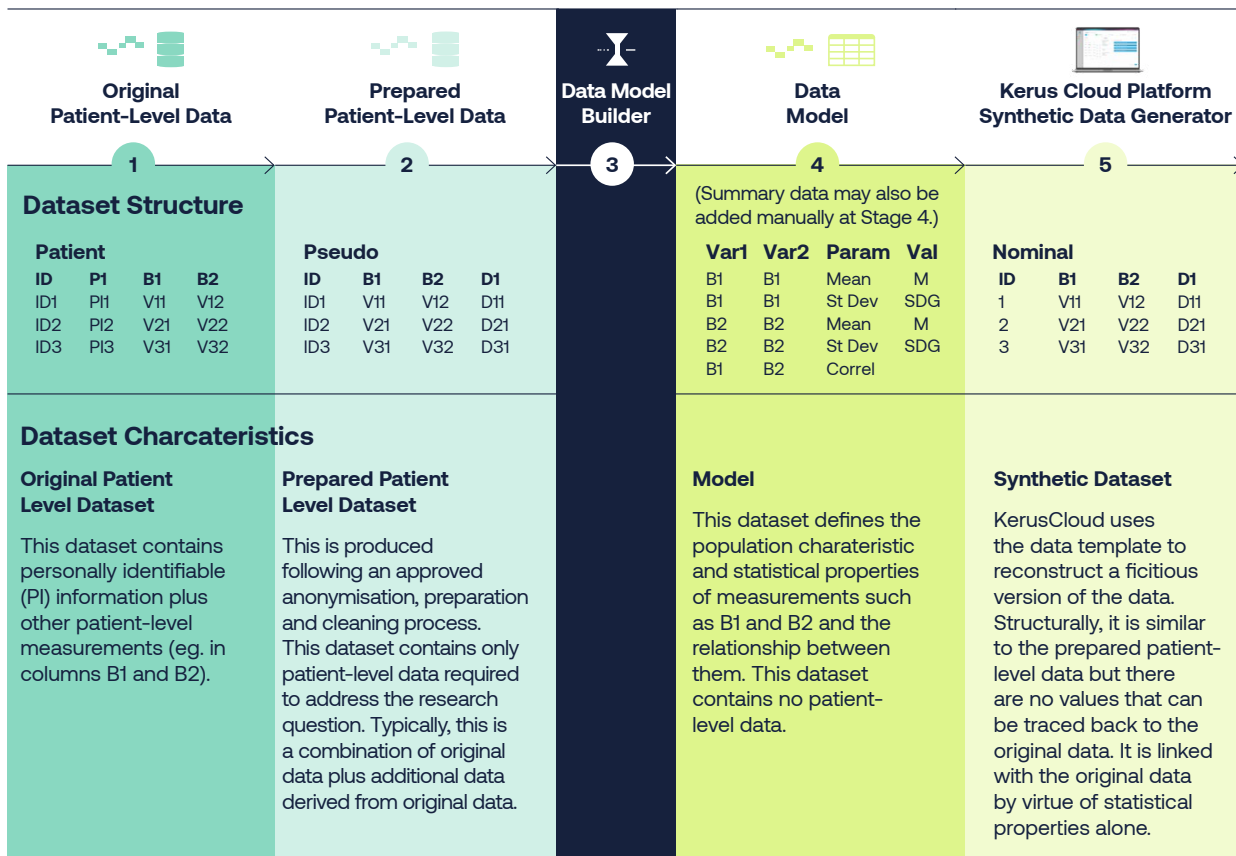 Original
Patient-Level Data
Prepared
Patient-Level Data
Data Model
Builder
Data
Model
Kerus Cloud Platform
Synthetic Data Generator
1
2
3
4
5
Dataset Structure
Patient
ID P1 B1 B2
ID1 PI1 V11 V12
ID2 PI2 V21 V22
ID3 PI3 V31 V32
Pseudo
ID B1 B2 D1
ID1 V11 V12 D11
ID2 V21 V22 D21
ID3 V31 V32 D31
(Summary data may also be
added manually at Stage 4.)
Var1 Var2 Param Val
B1 B1 Mean M
B1 B1 St Dev SDG
B2 B2 Mean M
B2 B2 St Dev SDG
B1 B2 Correl
Nominal
ID B1 B2 D1
1 V11 V12 D11
2 V21 V22 D21
3 V31 V32 D31
Dataset Charcateristics
Original Patient
Level Dataset
This dataset contains
personally identifiable
(PI) information plus
other patient-level
measurements (eg. in
columns B1 and B2).
Prepared Patient
Level Dataset
This is produced
following an approved
anonymisation, preparation
and cleaning process.
This dataset contains only
patient-level data required
to address the research
question. Typically, this is
a combination of original
data plus additional data
derived from original data.
Model
This dataset defines the
population charateristic
and statistical properties
of measurements such
as B1 and B2 and the
relationship between
them. This dataset
contains no patient-
level data.
Synthetic Dataset
KerusCloud uses
the data template to
reconstruct a ficitious
version of the data.
Structurally, it is similar
to the prepared patient-
level data but there
are no values that can
be traced back to the
original data. It is linked
with the original data
by virtue of statistical
properties alone.